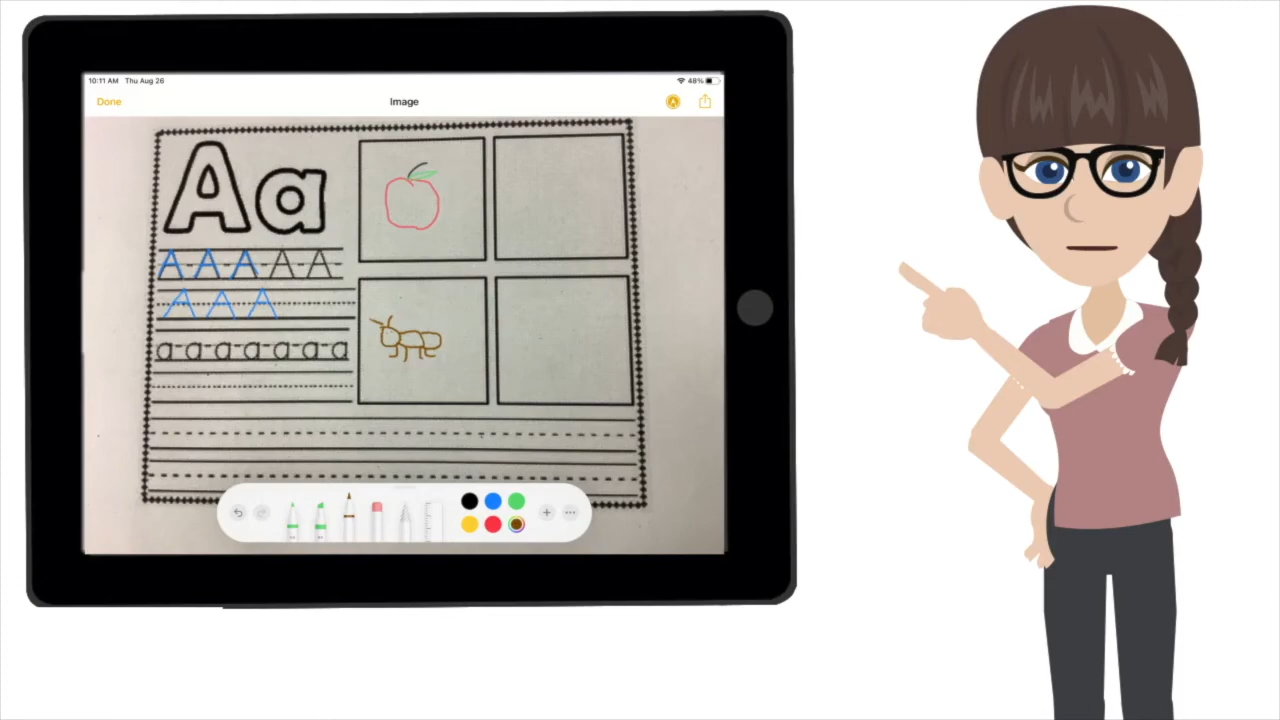 10:11 AM Thu Aug 26
48%
Done
Image
Aa
A A A A A
A A A
a a a a a a a